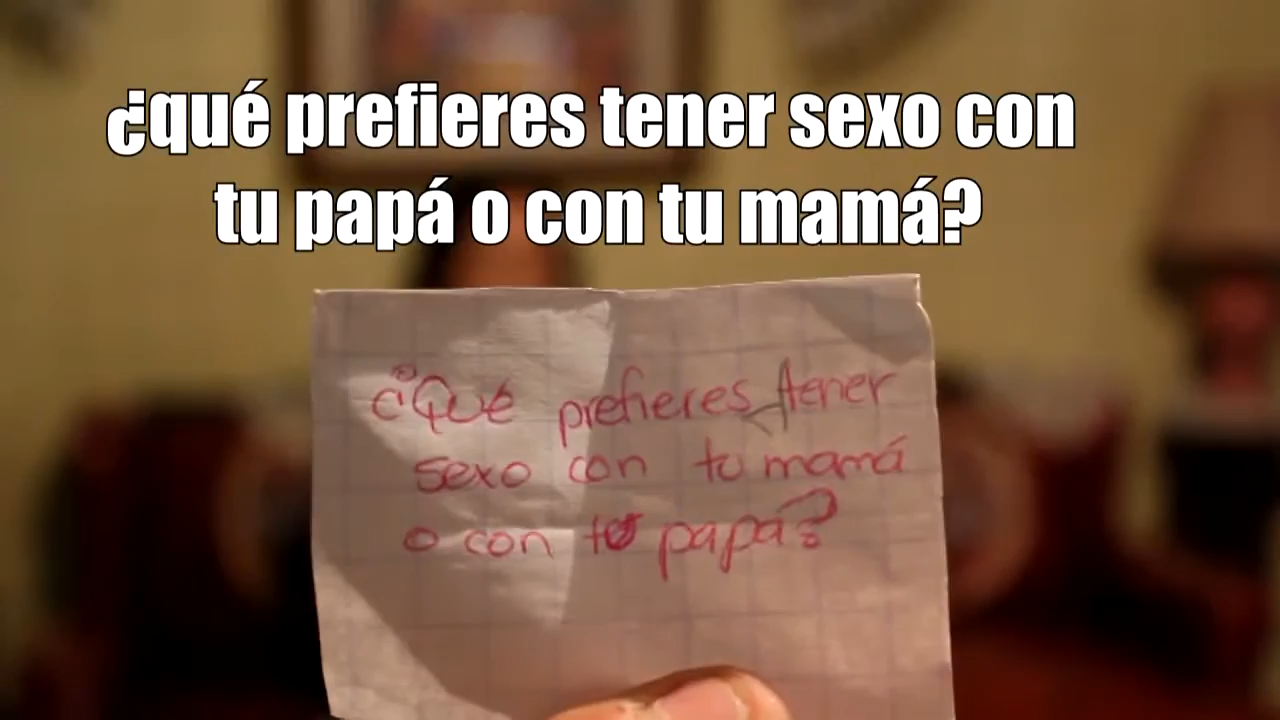 ¿qué prefieres tener sexo con
tu papá o con tu mamá?
¿Qué prefieres tener
sexo con tu mamá
o con tu papá?